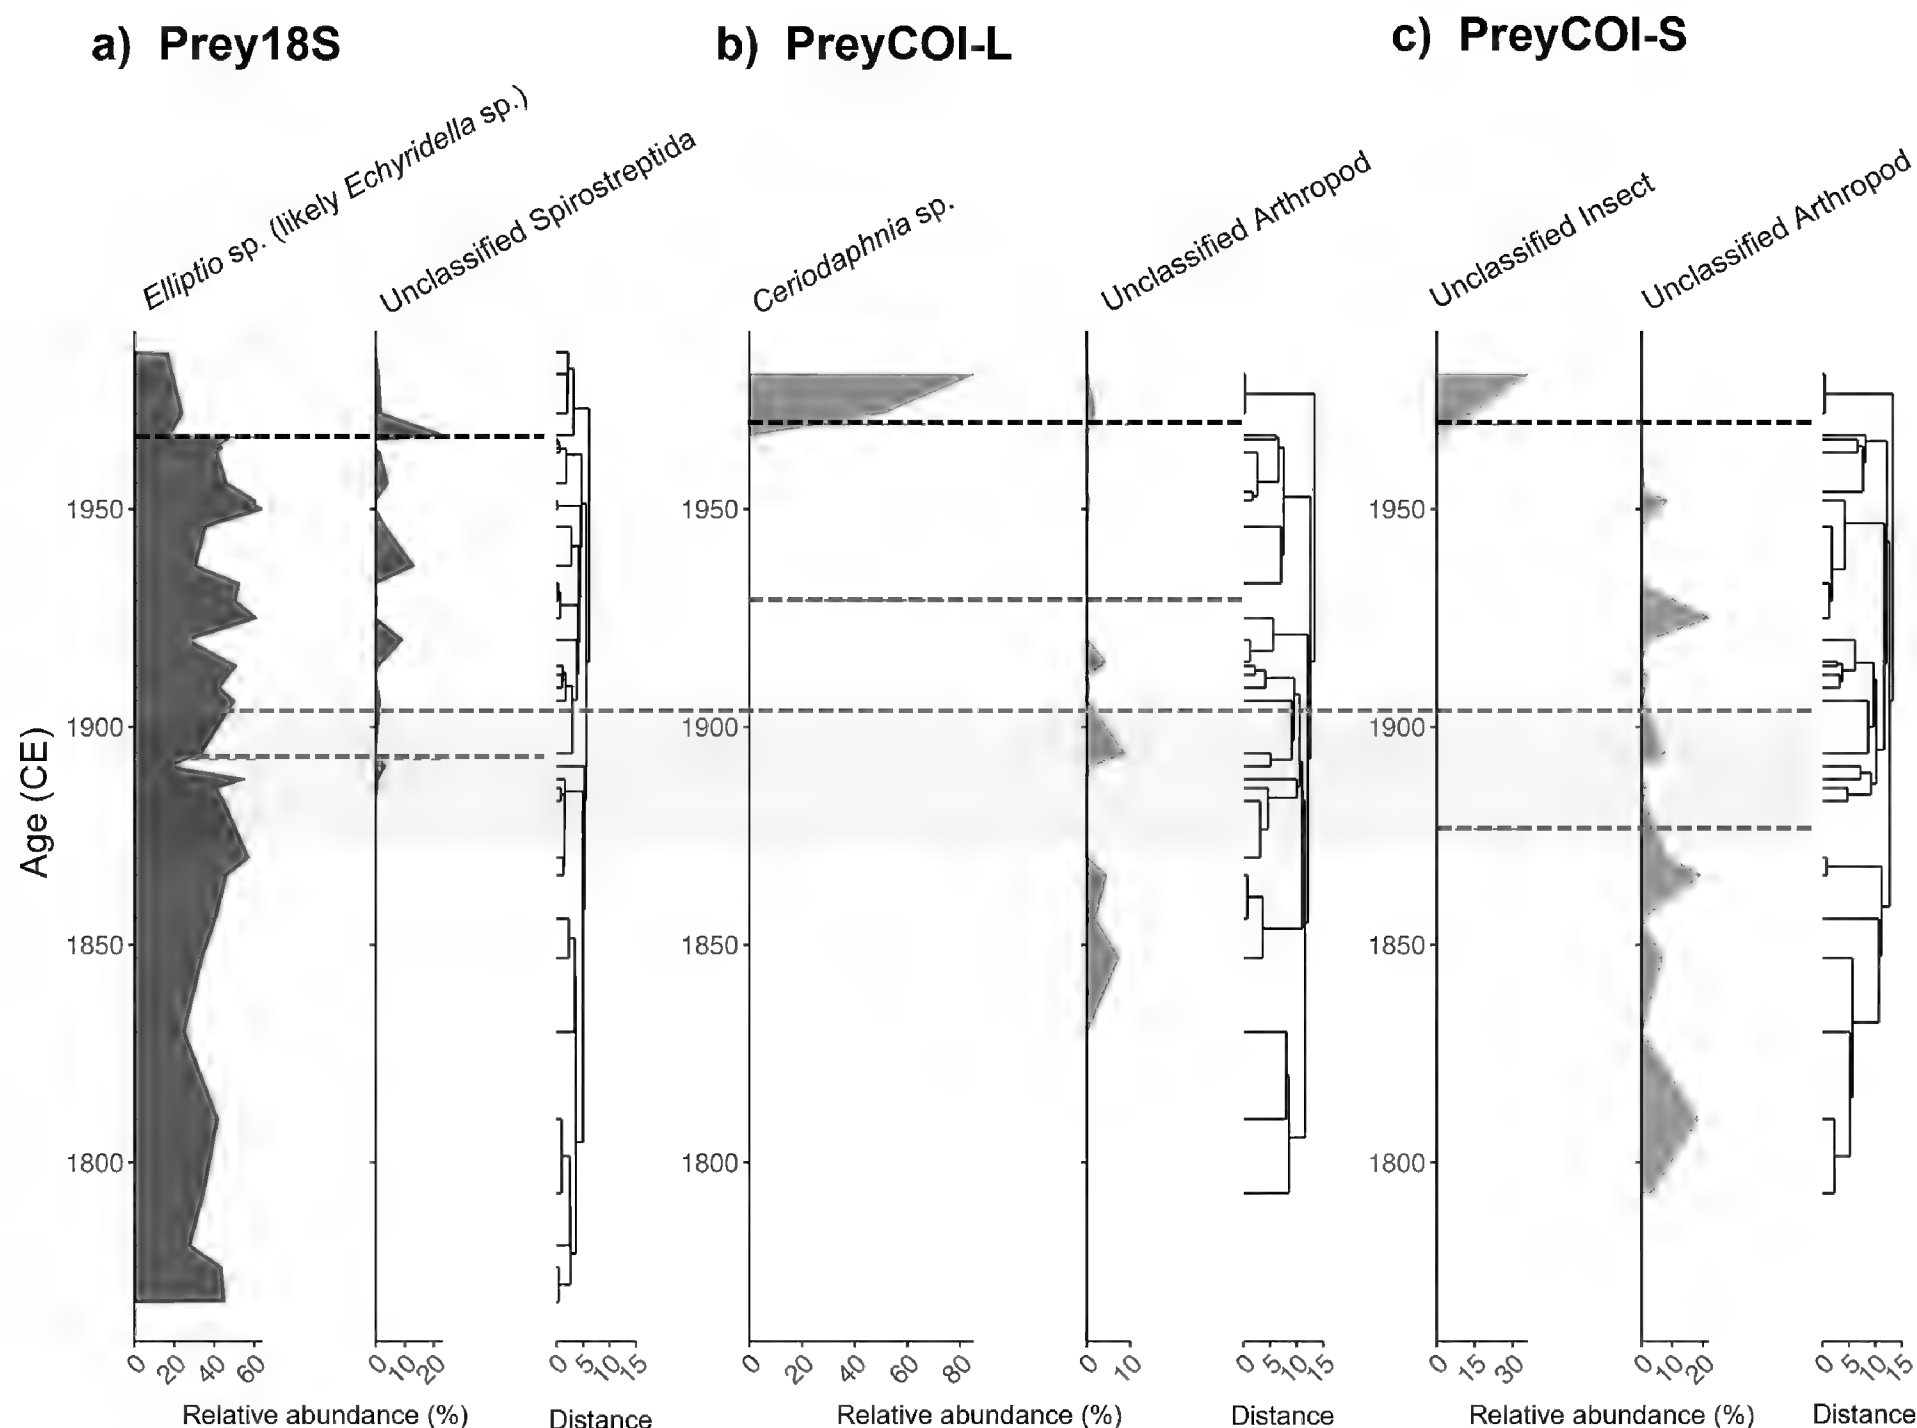 a) Prey18S
b) PreyCOI-L
c) PreyCOI-S
Elliptio sp. (likely Echyridella sp.)
Unclassified Spirostreptida
Ceriodaphnia sp.
Unclassified Arthropod
Unclassified Insect
Unclassified Arthropod
Age (CE)
1950
1900
1850
1800
1950
1900
1850
1800
1950
1900
1850
1800
0 20 40 60
0 10 20
0 5 10 15
0 20 40 60 80
0 10
0 5 10 15
0 15 30
0 10 20
0 5 10 15
Relative abundance (%)
Distance
Relative abundance (%)
Distance
Relative abundance (%)
Distance